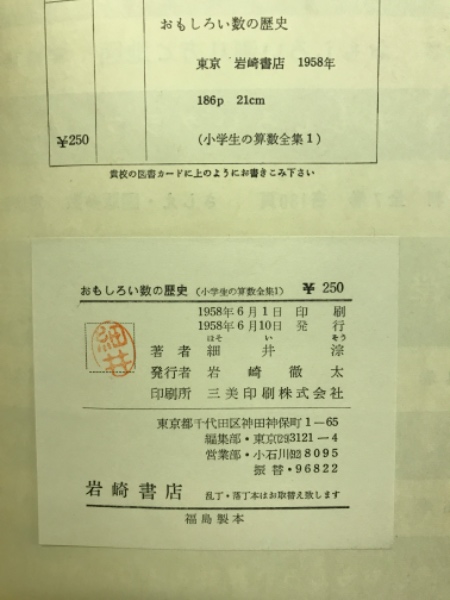 おもしろい数の歴史
東京 岩崎書店 1958年
186p 21cm
¥250 (小学生の算数全集1)
貴校の図書カードに上のようにお書きこみ下さい
おもしろい数の歴史 (小学生の算数全集1) ¥250
1958年6月1日 印刷
1958年6月10日 発行
ほそ い そう
著者 細井淙
細井
発行者 岩崎徹太
印刷所 三美印刷株式会社
東京都千代田区神田神保町1-65
編集部・東京(29)3121-4
営業部・小石川(92)8095
振替・96822
岩崎書店 乱丁・落丁本はお取替え致します
福島製本